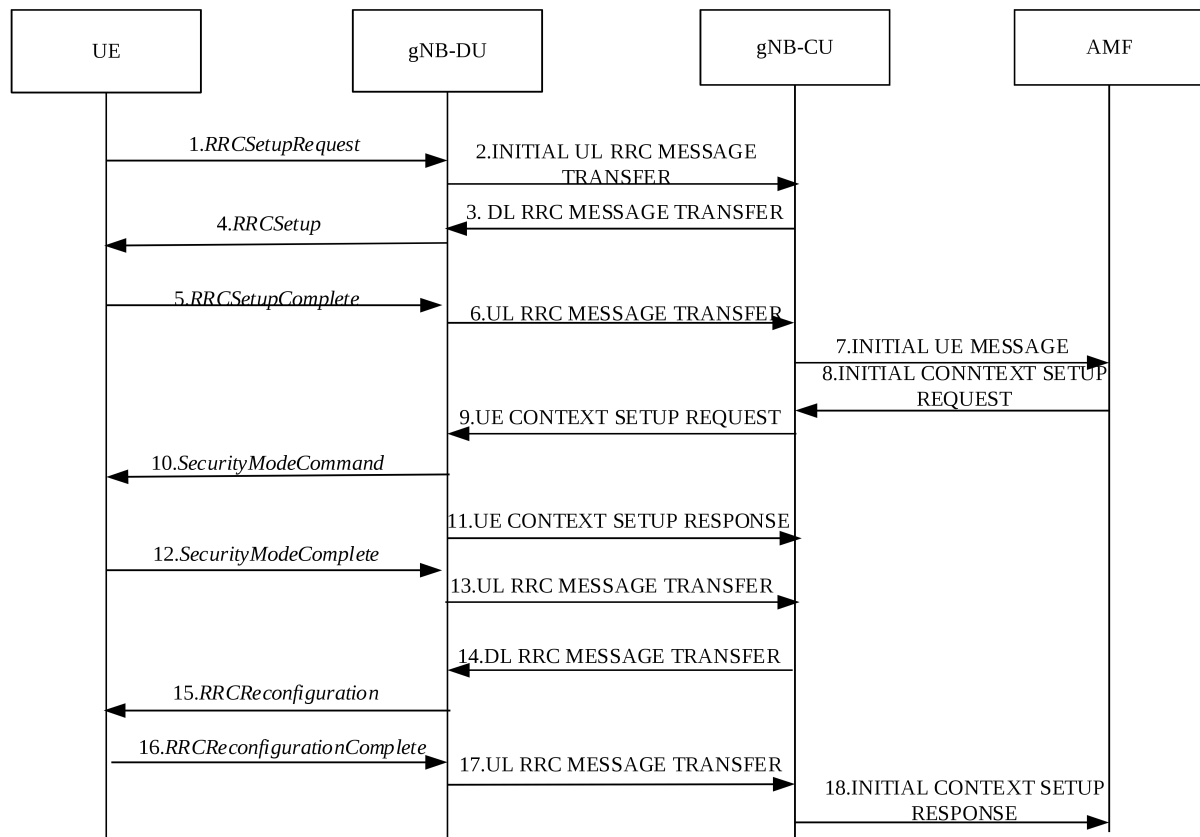 UE
gNB-DU
gNB-CU
AMF
1.RRCSetupRequest
2.INITIAL UL RRC MESSAGE
TRANSFER
3. DL RRC MESSAGE TRANSFER
4.RRCSetup
5.RRCSetupComplete
6.UL RRC MESSAGE TRANSFER
7.INITIAL UE MESSAGE
8.INITIAL CONNTEXT SETUP
REQUEST
9.UE CONTEXT SETUP REQUEST
10.SecurityModeCommand
11.UE CONTEXT SETUP RESPONSE
12.SecurityModeComplete
13.UL RRC MESSAGE TRANSFER
14.DL RRC MESSAGE TRANSFER
15.RRCReconfiguration
16.RRCReconfigurationComplete
17.UL RRC MESSAGE TRANSFER
18.INITIAL CONTEXT SETUP
RESPONSE